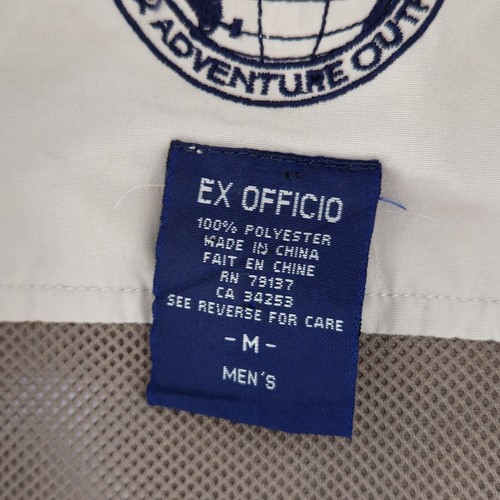 ADVENTURE
EX OFFICIO
100% POLYESTER
MADE IN CHINA
FAIT EN CHINE
RN 79137
CA 34253
SEE REVERSE FOR CARE
- M -
MEN'S